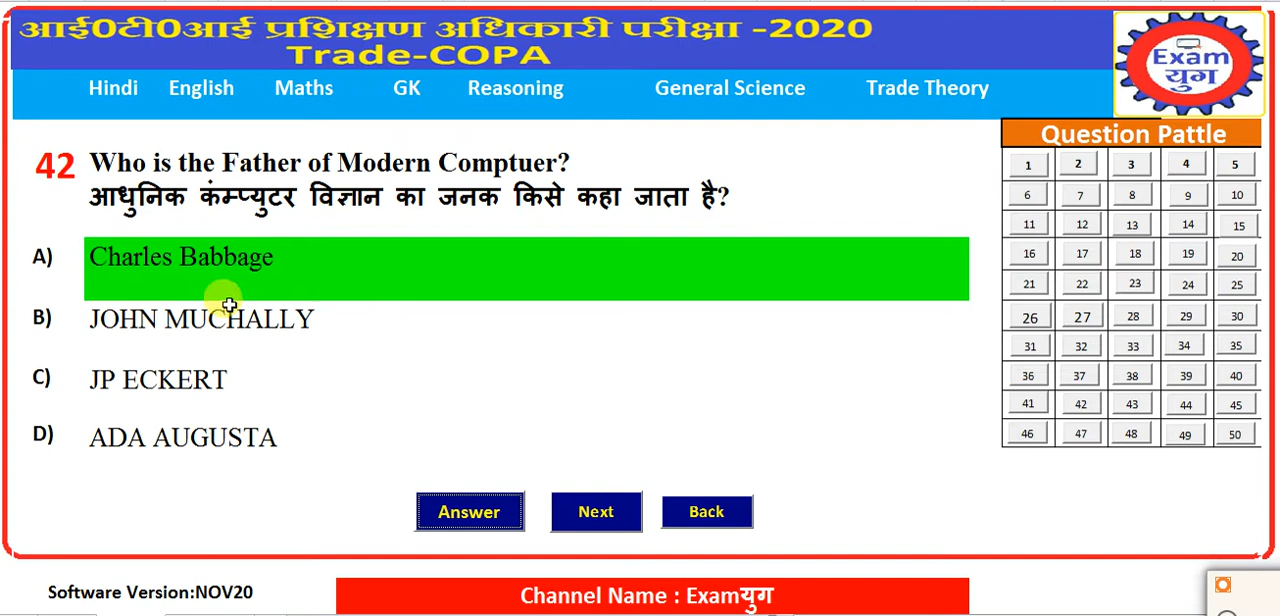 आई0टी0आई प्रशिक्षण अधिकारी परीक्षा -2020
Trade-COPA
Exam
युग
Hindi English Maths GK Reasoning General Science Trade Theory
Question Pattle
42 Who is the Father of Modern Comptuer?
आधुनिक कंम्प्युटर विज्ञान का जनक किसे कहा जाता है?
A) Charles Babbage
B) JOHN MUCHALLY
C) JP ECKERT
D) ADA AUGUSTA
1 2 3 4 5
6 7 8 9 10
11 12 13 14 15
16 17 18 19 20
21 22 23 24 25
26 27 28 29 30
31 32 33 34 35
36 37 38 39 40
41 42 43 44 45
46 47 48 49 50
Answer Next Back
Software Version:NOV20
Channel Name : Examयुग